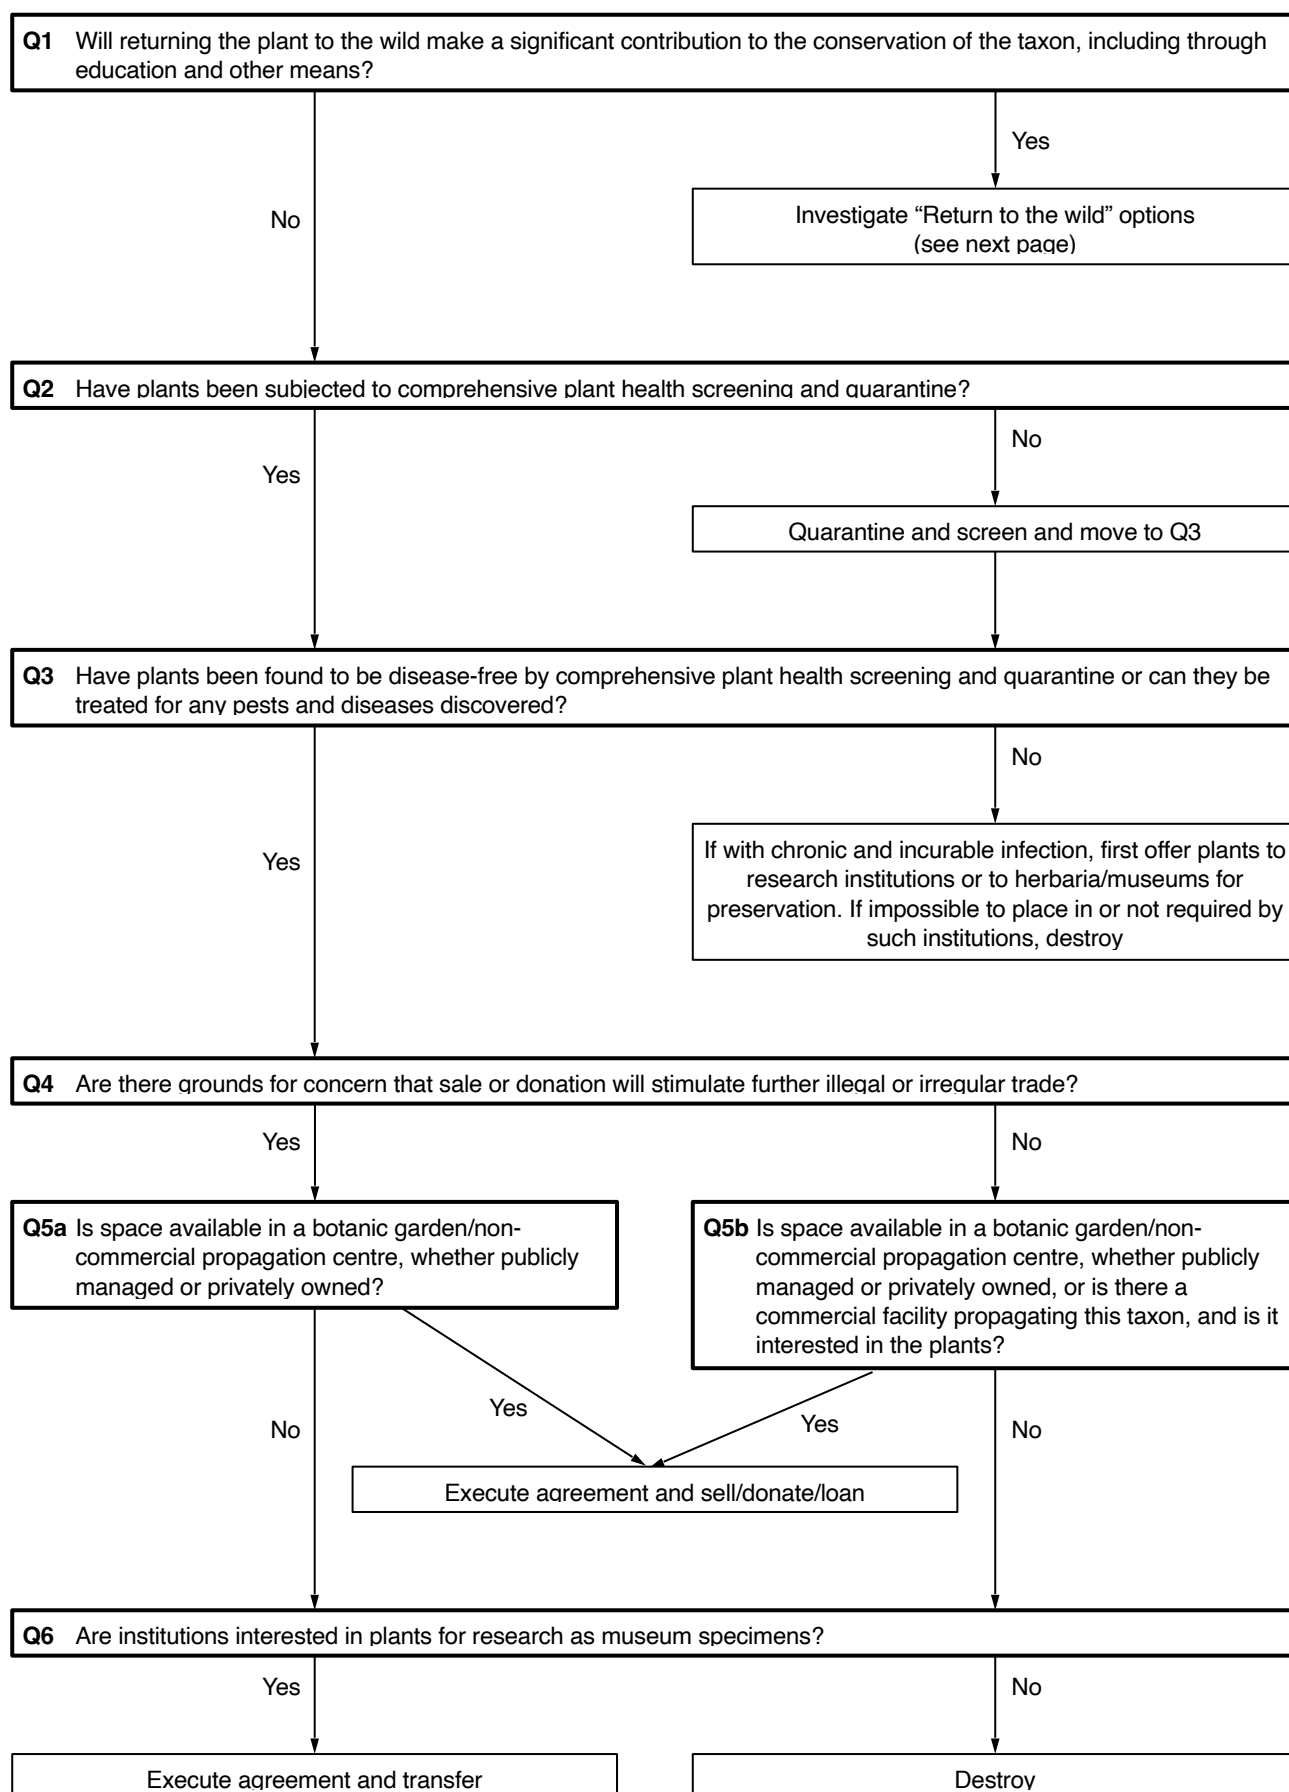 Q1 Will returning the plant to the wild make a significant contribution to the conservation of the taxon, including through
education and other means?
Yes
No
Investigate “Return to the wild” options
(see next page)
Q2 Have plants been subjected to comprehensive plant health screening and quarantine?
No
Yes
Quarantine and screen and move to Q3
Q3 Have plants been found to be disease-free by comprehensive plant health screening and quarantine or can they be
treated for any pests and diseases discovered?
No
Yes
If with chronic and incurable infection, first offer plants to
research institutions or to herbaria/museums for
preservation. If impossible to place in or not required by
such institutions, destroy
Q4 Are there grounds for concern that sale or donation will stimulate further illegal or irregular trade?
Yes
No
Q5a Is space available in a botanic garden/non-
commercial propagation centre, whether publicly
managed or privately owned?
Q5b Is space available in a botanic garden/non-
commercial propagation centre, whether publicly
managed or privately owned, or is there a
commercial facility propagating this taxon, and is it
interested in the plants?
Yes
Yes
No
No
Execute agreement and sell/donate/loan
Q6 Are institutions interested in plants for research as museum specimens?
Yes
No
Execute agreement and transfer
Destroy